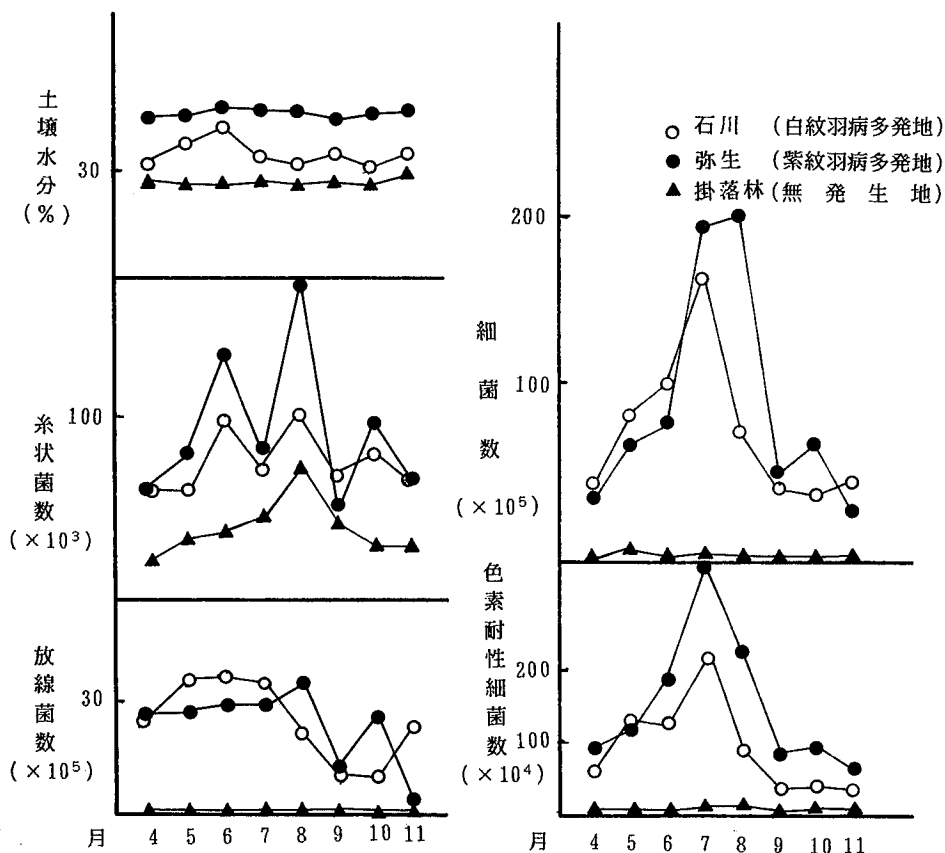 土壌水分
(%)
30
糸状菌数
(×10³)
100
放線菌数
(×10⁵)
30
月 4 5 6 7 8 9 10 11
○ 石川 (白紋羽病多発地)
● 弥生 (紫紋羽病多発地)
▲ 掛落林 (無発生地)
細菌数
(×10⁵)
200
100
色素耐性細菌数
(×10⁴)
200
100
月 4 5 6 7 8 9 10 11